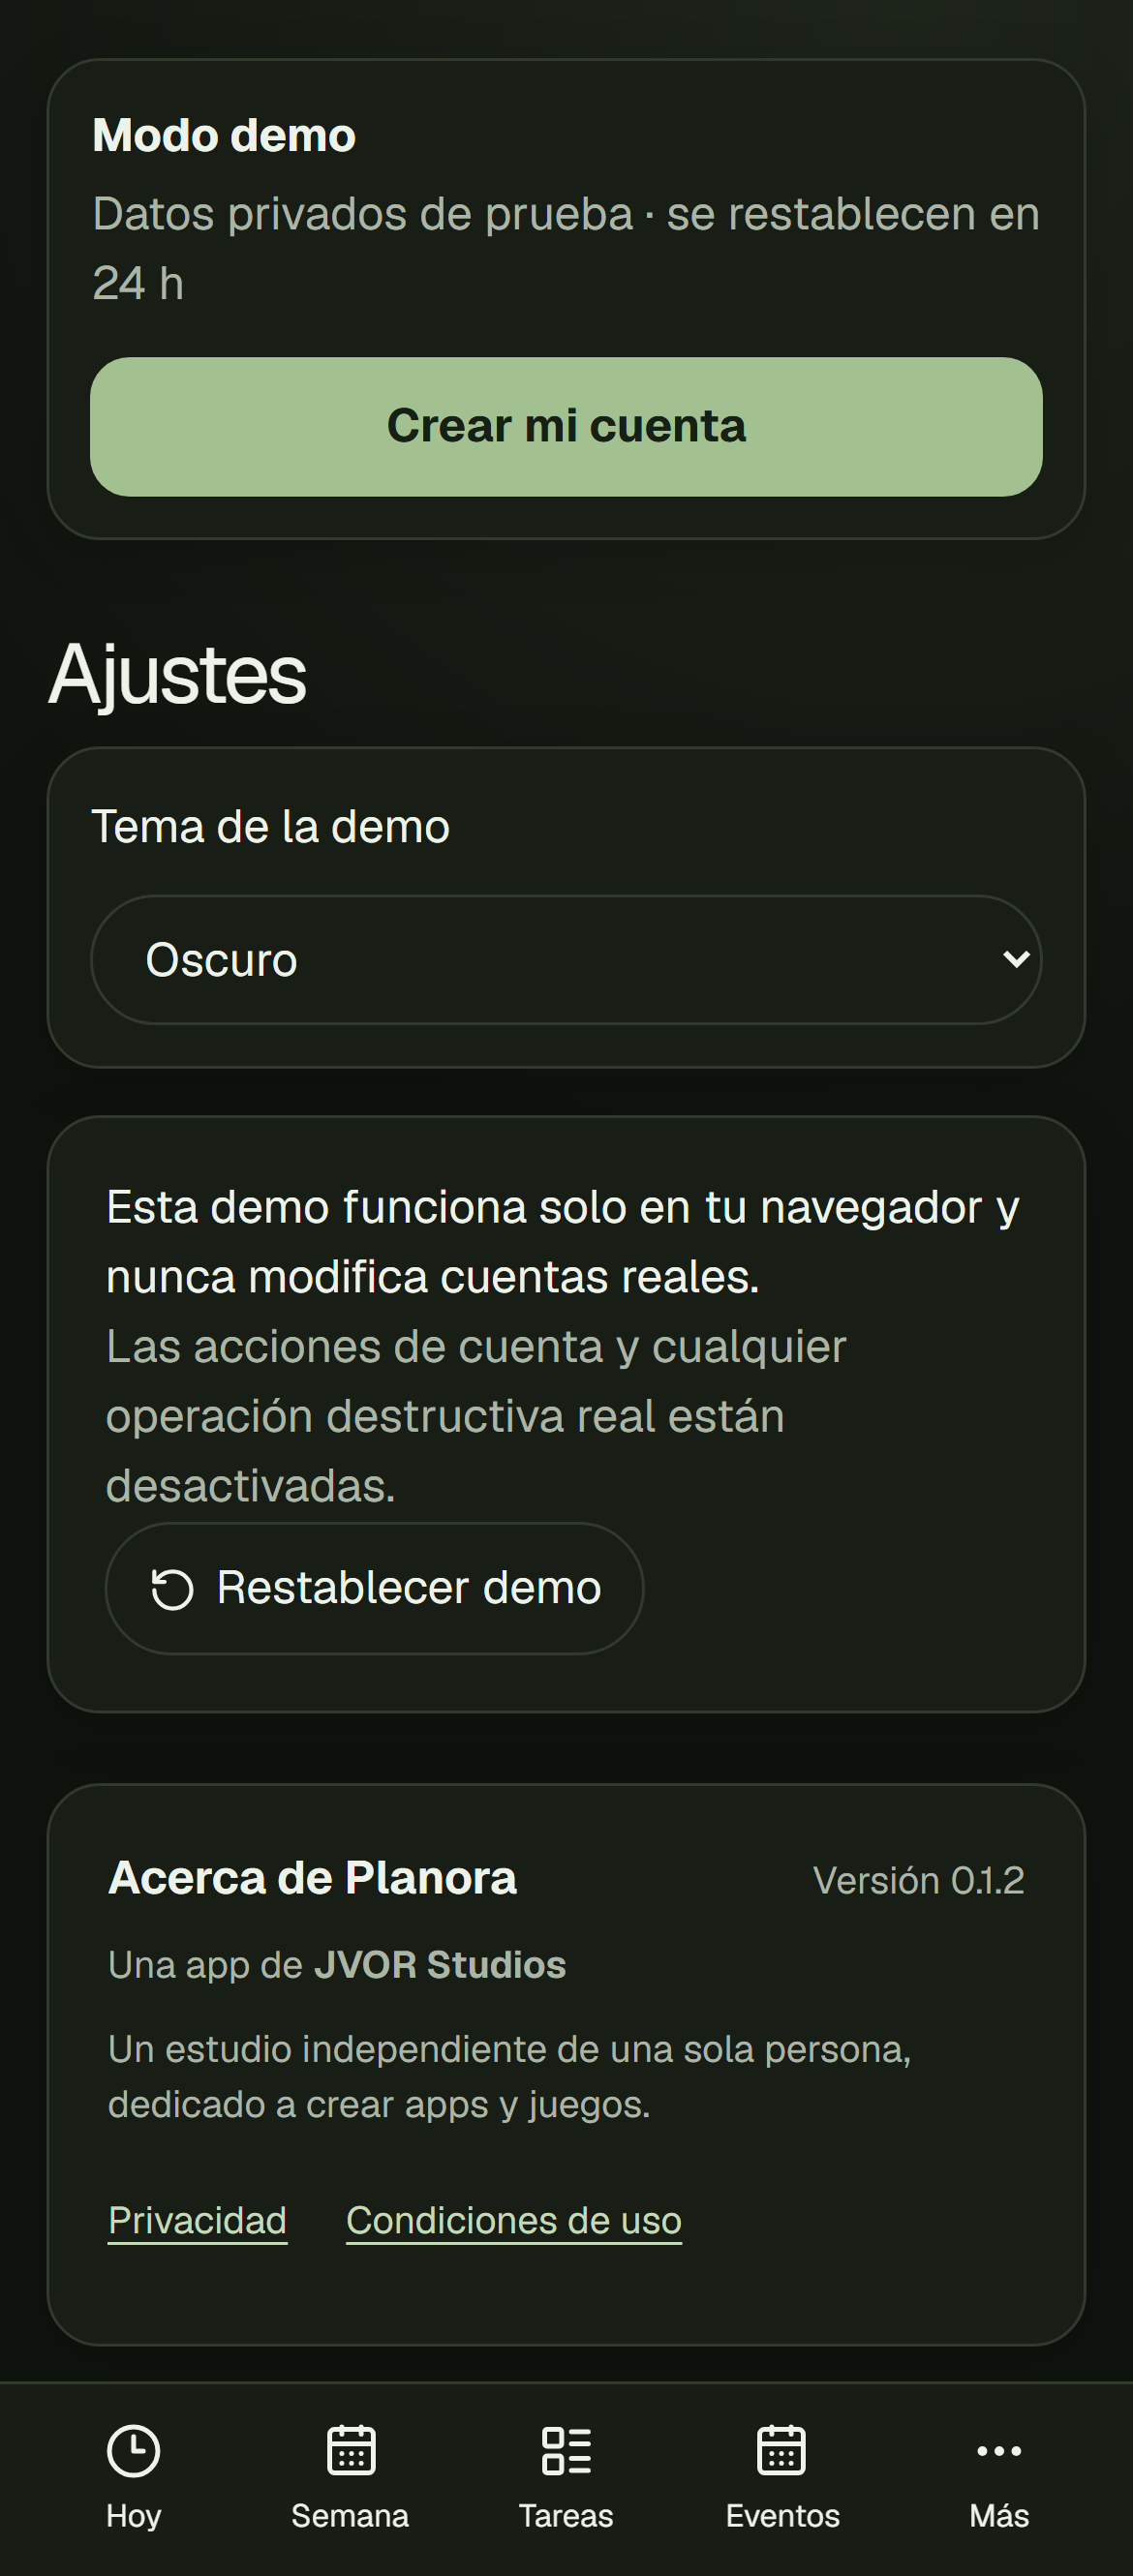 Modo demo
Datos privados de prueba · se restablecen en
24 h
Crear mi cuenta
Ajustes
Tema de la demo
Oscuro
Esta demo funciona solo en tu navegador y
nunca modifica cuentas reales.
Las acciones de cuenta y cualquier
operación destructiva real están
desactivadas.
Restablecer demo
Acerca de Planora
Versión 0.1.2
Una app de JVOR Studios
Un estudio independiente de una sola persona,
dedicado a crear apps y juegos.
Privacidad Condiciones de uso
Hoy Semana Tareas Eventos Más